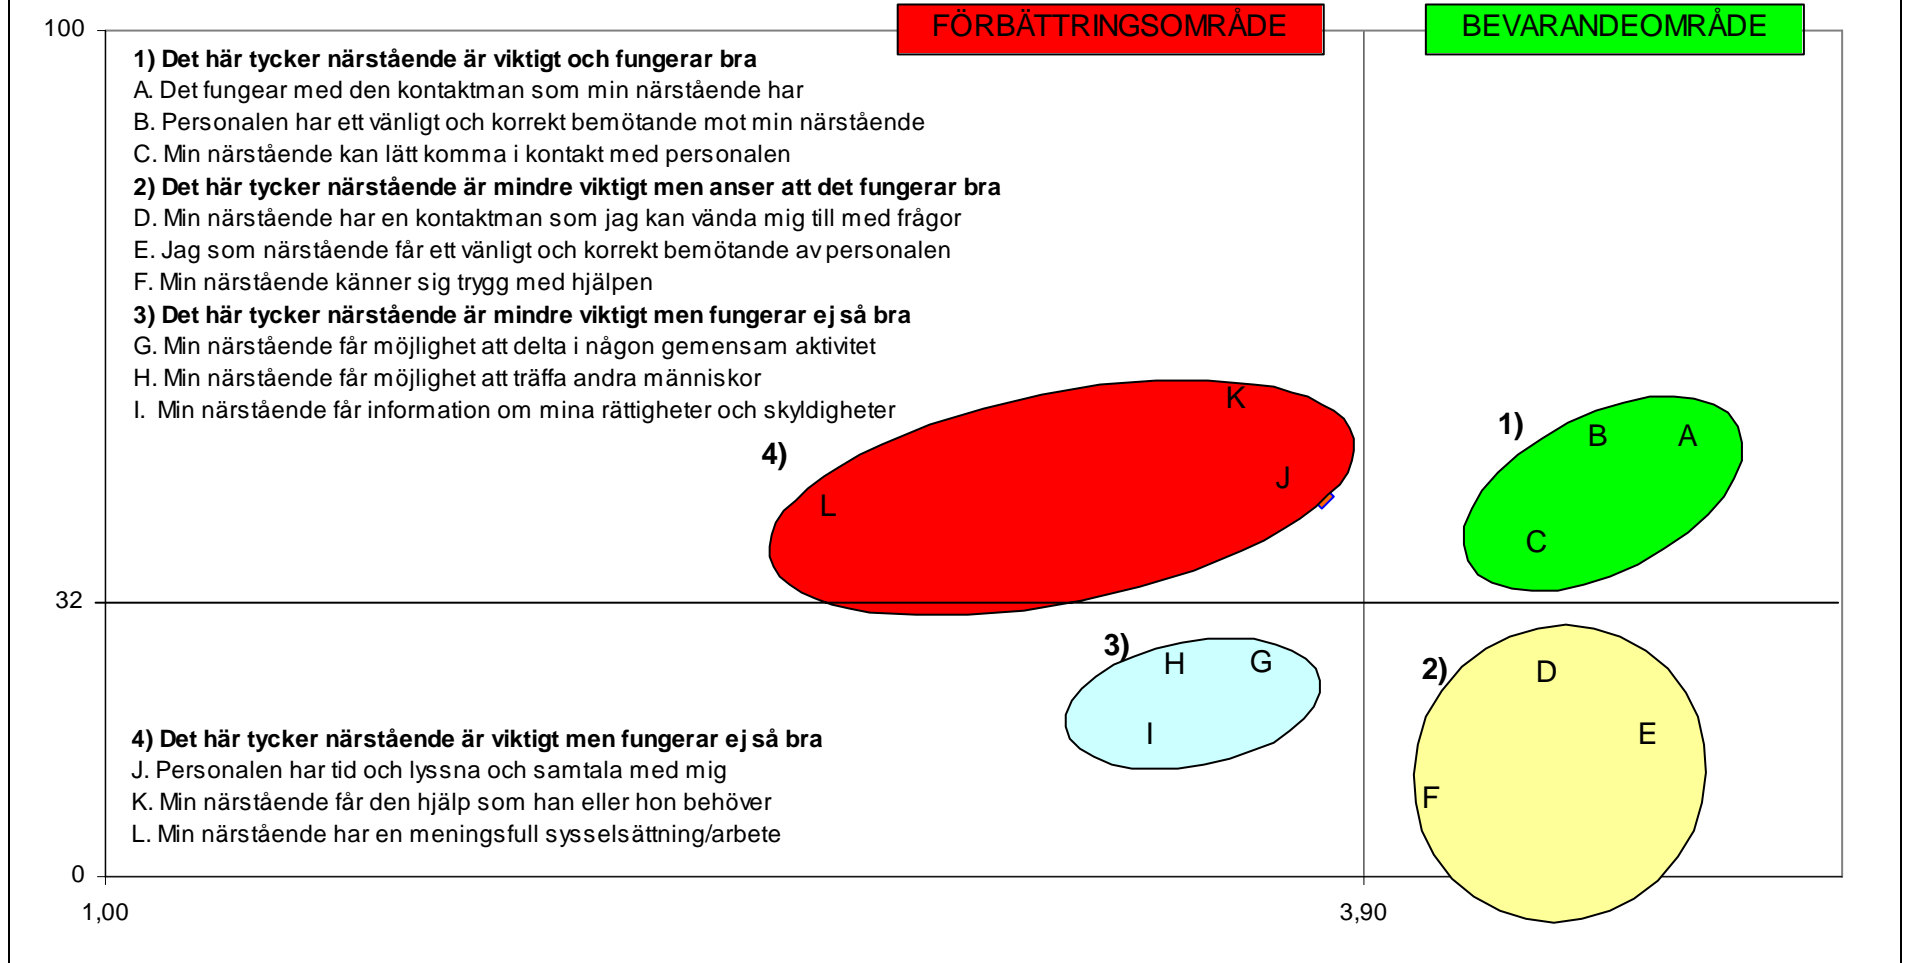 FÖRBÄTTRINGSOMRÅDE
BEVARANDEOMRÅDE
100
1) Det här tycker närstående är viktigt och fungerar bra
A. Det fungear med den kontaktman som min närstående har
B. Personalen har ett vänligt och korrekt bemötande mot min närstående
C. Min närstående kan lätt komma i kontakt med personalen
2) Det här tycker närstående är mindre viktigt men anser att det fungerar bra
D. Min närstående har en kontaktman som jag kan vända mig till med frågor
E. Jag som närstående får ett vänligt och korrekt bemötande av personalen
F. Min närstående känner sig trygg med hjälpen
3) Det här tycker närstående är mindre viktigt men fungerar ej så bra
G. Min närstående får möjlighet att delta i någon gemensam aktivitet
H. Min närstående får möjlighet att träffa andra människor
I. Min närstående får information om mina rättigheter och skyldigheter
K
4)
J
L
1)
B
A
C
32
3)
H
G
I
2)
D
E
F
4) Det här tycker närstående är viktigt men fungerar ej så bra
J. Personalen har tid och lyssna och samtala med mig
K. Min närstående får den hjälp som han eller hon behöver
L. Min närstående har en meningsfull sysselsättning/arbete
0
1,00
3,90